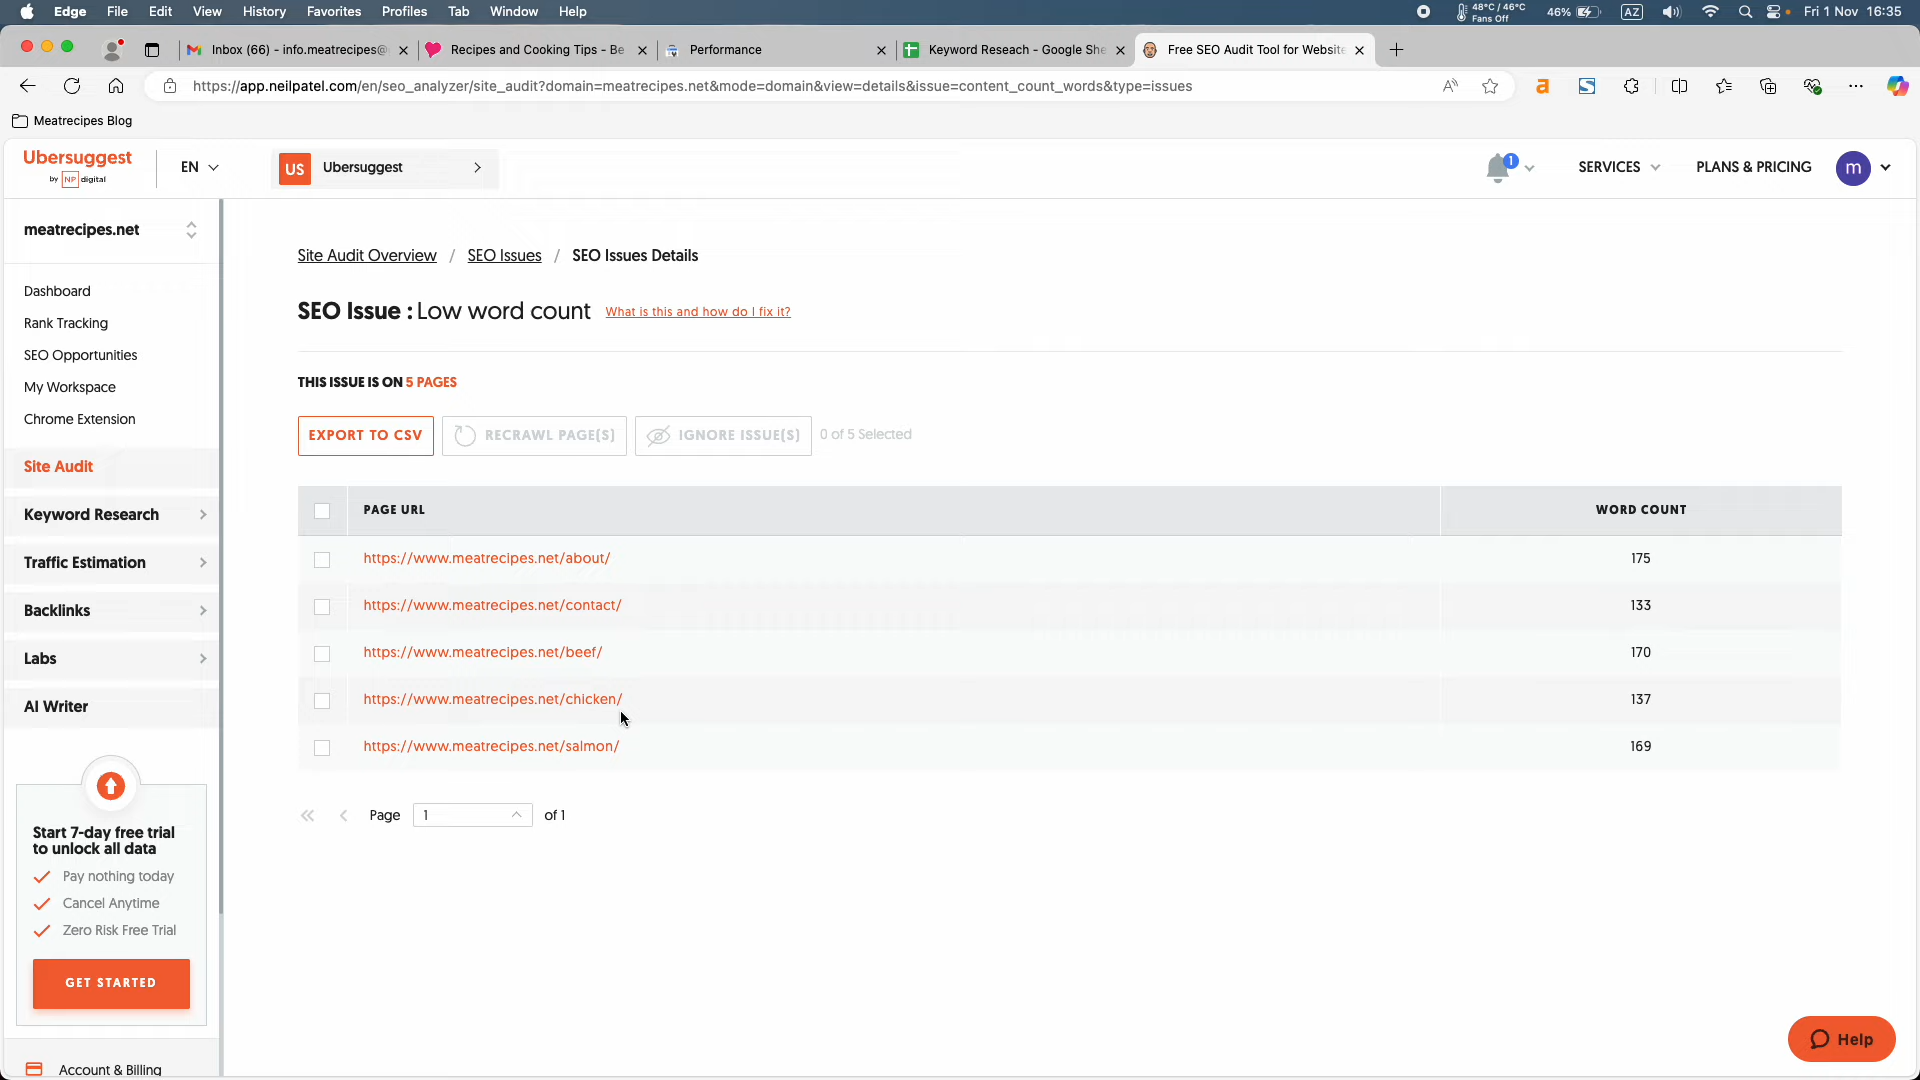 Edge File Edit View History Favorites Profiles Tab Window Help 48°C / 46°C Fans Off 46% AZ Fri 1 Nov 16:35
Inbox (66) - info.meatrecipes@ Recipes and Cooking Tips - Be Performance Keyword Reseach - Google She Free SEO Audit Tool for Website
https://app.neilpatel.com/en/seo_analyzer/site_audit?domain=meatrecipes.net&mode=domain&view=details&issue=content_count_words&type=issues
Meatrecipes Blog
Ubersuggest
by NP digital
EN
US Ubersuggest
1
SERVICES
PLANS & PRICING
m
meatrecipes.net
Dashboard
Rank Tracking
SEO Opportunities
My Workspace
Chrome Extension
Site Audit
Keyword Research
Traffic Estimation
Backlinks
Labs
AI Writer
Start 7-day free trial
to unlock all data
Pay nothing today
Cancel Anytime
Zero Risk Free Trial
GET STARTED
Account & Billing
Site Audit Overview / SEO Issues / SEO Issues Details
SEO Issue : Low word count What is this and how do I fix it?
THIS ISSUE IS ON 5 PAGES
EXPORT TO CSV RECRAWL PAGE(S) IGNORE ISSUE(S) 0 of 5 Selected
PAGE URL WORD COUNT
https://www.meatrecipes.net/about/ 175
https://www.meatrecipes.net/contact/ 133
https://www.meatrecipes.net/beef/ 170
https://www.meatrecipes.net/chicken/ 137
https://www.meatrecipes.net/salmon/ 169
Page 1 of 1
Help